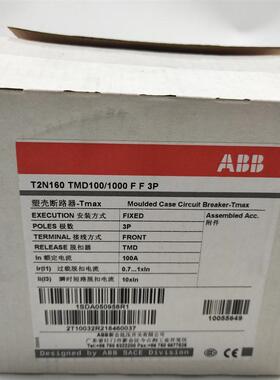 ABB
T2N160 TMD100/1000 F F 3P
塑壳断路器-Tmax Moulded Case Circuit Breaker-Tmax
EXECUTION 安装方式 FIXED Assembled Acc.
附件
POLES 极数 3P
TERMINAL 接线方式 FRONT
RELEASE 脱扣器 TMD
In 额定电流 100A
Ir(I1) 过载脱扣电流 0.7...1xIn
Ii(I3) 瞬时短路脱扣电流 10xIn
1SDA050958R1
2T10032R218460037
10055649
Designed by ABB SACE Division